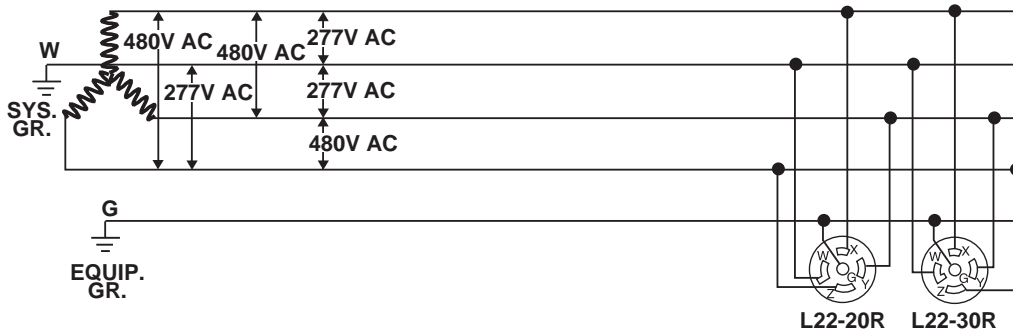 480V AC
480V AC
277V AC
W
277V AC
277V AC
SYS.
GR.
480V AC
G
EQUIP.
GR.
W
X
G
Y
Z
W
X
G
Y
Z
L22-20R
L22-30R